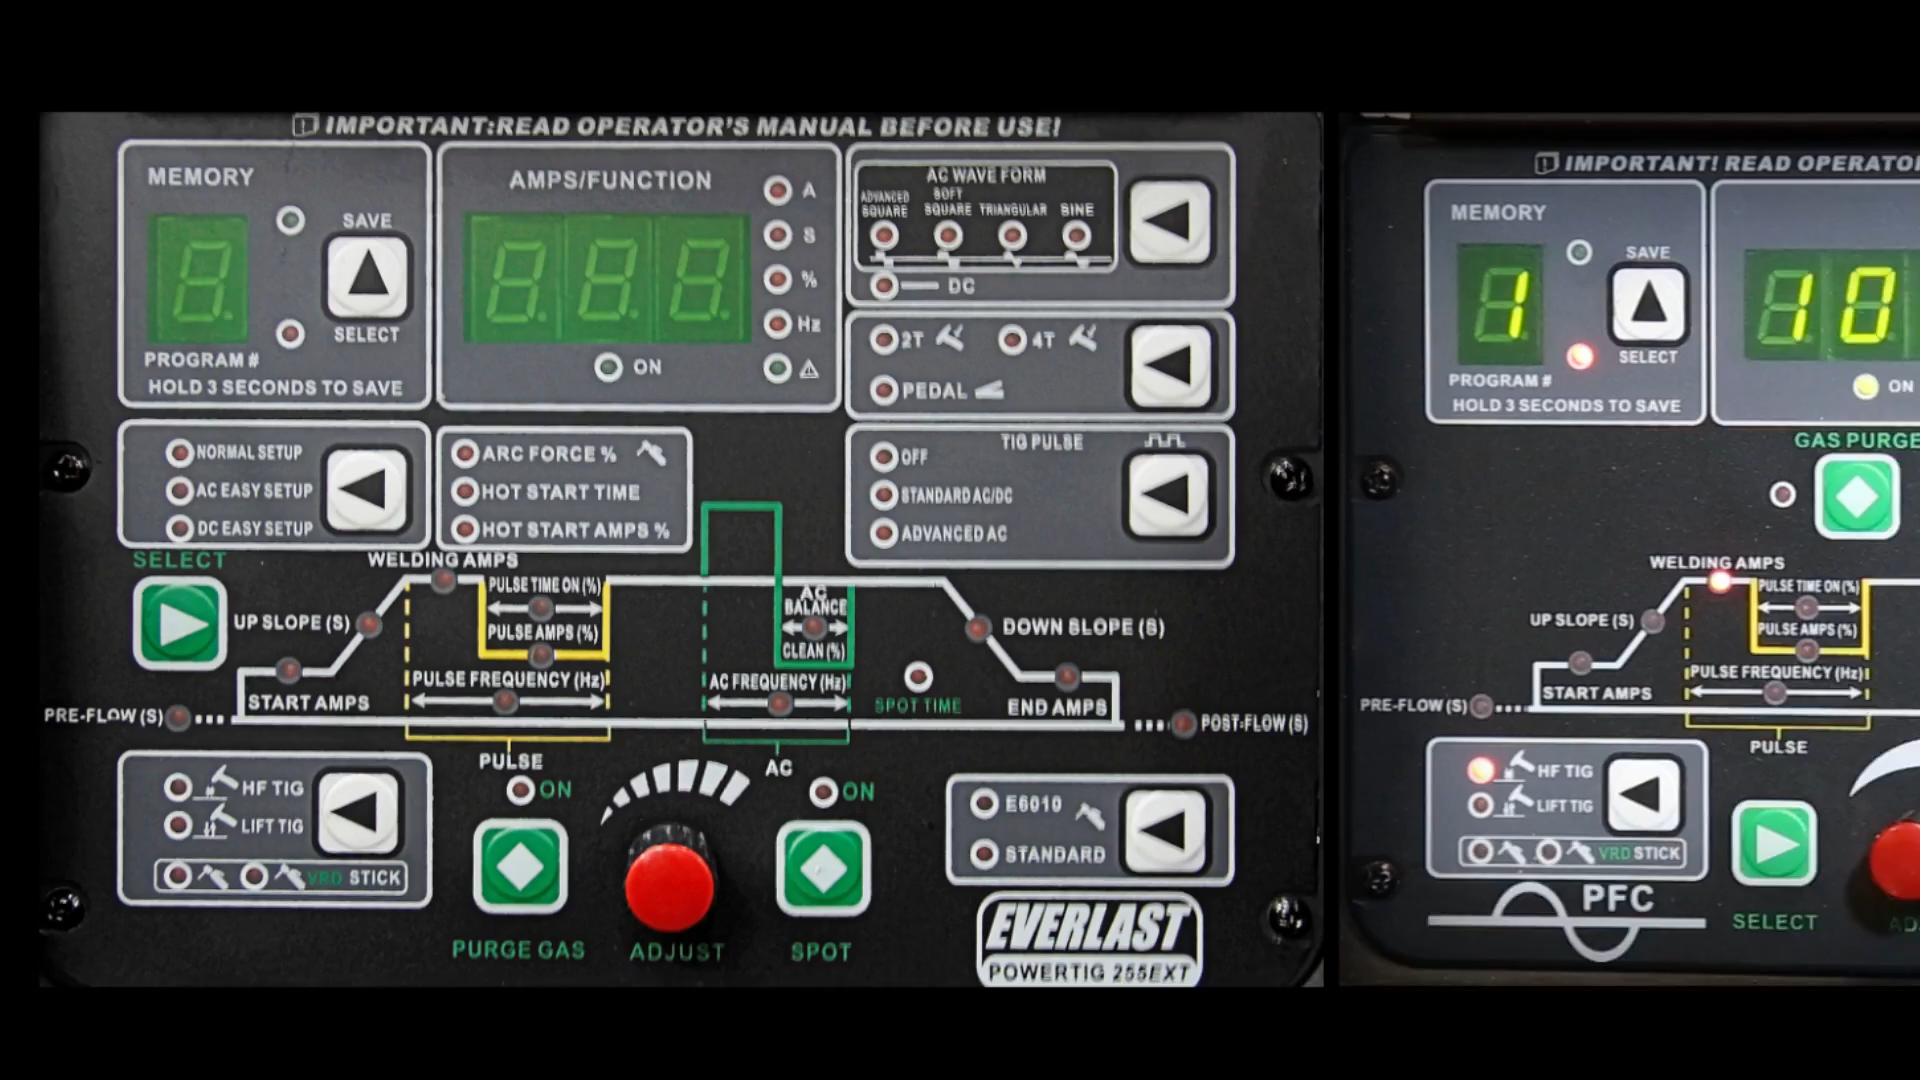 IMPORTANT:READ OPERATOR'S MANUAL BEFORE USE!
MEMORY
SAVE
SELECT
PROGRAM #
HOLD 3 SECONDS TO SAVE
AMPS/FUNCTION
A
S
%
Hz
ON
AC WAVE FORM
ADVANCED SQUARE
SOFT SQUARE
TRIANGULAR
SINE
DC
2T
4T
PEDAL
NORMAL SETUP
AC EASY SETUP
DC EASY SETUP
ARC FORCE %
HOT START TIME
HOT START AMPS %
TIG PULSE
OFF
STANDARD AC/DC
ADVANCED AC
SELECT
WELDING AMPS
UP SLOPE (S)
START AMPS
PRE-FLOW (S)
PULSE TIME ON (%)
PULSE AMPS (%)
PULSE FREQUENCY (Hz)
PULSE
AC
BALANCE
CLEAN (%)
AC FREQUENCY (Hz)
AC
SPOT TIME
DOWN SLOPE (S)
END AMPS
POST-FLOW (S)
HF TIG
LIFT TIG
VRD STICK
ON
PURGE GAS
ADJUST
ON
SPOT
E6010
STANDARD
EVERLAST
POWERTIG 255EXT
IMPORTANT! READ OPERATO
MEMORY
1
SAVE
SELECT
PROGRAM #
HOLD 3 SECONDS TO SAVE
10
ON
GAS PURGE
WELDING AMPS
UP SLOPE (S)
START AMPS
PRE-FLOW (S)
PULSE TIME ON (%)
PULSE AMPS (%)
PULSE FREQUENCY (Hz)
PULSE
HF TIG
LIFT TIG
VRD STICK
PFC
SELECT
AD